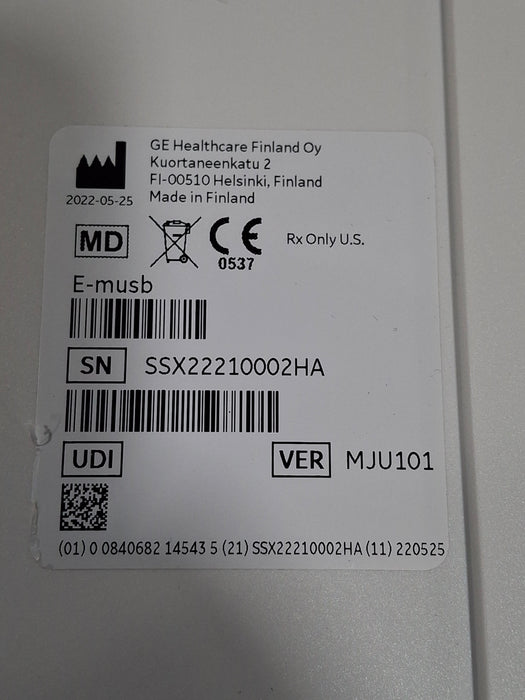 GE Healthcare Finland Oy
Kuortaneenkatu 2
FI-00510 Helsinki, Finland
2022-05-25 Made in Finland
MD CE Rx Only U.S.
0537
E-musb
SN SSX22210002HA
UDI VER MJU101
(01) 0 0840682 14543 5 (21) SSX22210002HA (11) 220525